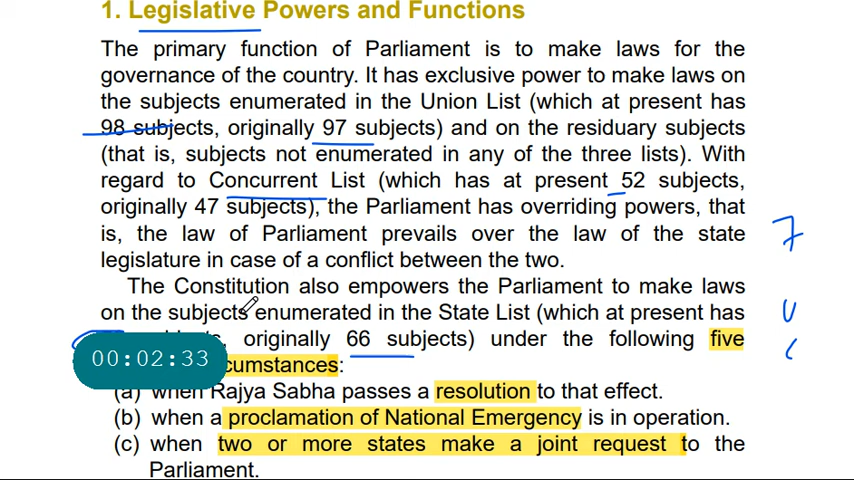 1. Legislative Powers and Functions
The primary function of Parliament is to make laws for the
governance of the country. It has exclusive power to make laws on
the subjects enumerated in the Union List (which at present has
98 subjects, originally 97 subjects) and on the residuary subjects
(that is, subjects not enumerated in any of the three lists). With
regard to Concurrent List (which has at present 52 subjects,
originally 47 subjects), the Parliament has overriding powers, that
is, the law of Parliament prevails over the law of the state
legislature in case of a conflict between the two.
The Constitution also empowers the Parliament to make laws
on the subjects enumerated in the State List (which at present has
originally 66 subjects) under the following five
00:02:33
(a) when Rajya Sabha passes a resolution to that effect.
(b) when a proclamation of National Emergency is in operation.
(c) when two or more states make a joint request to the
Parliament.
7